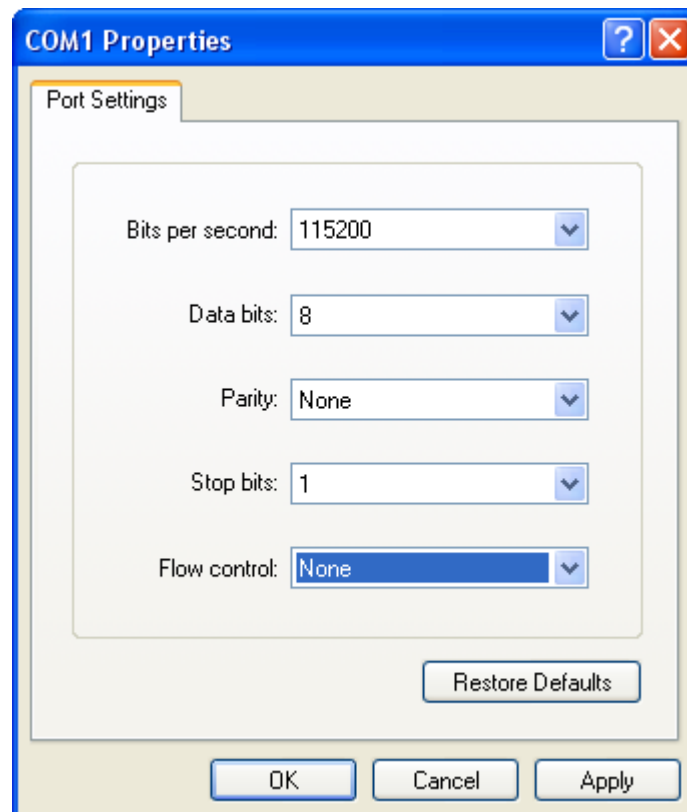 COM1 Properties
Port Settings
Bits per second: 115200
Data bits: 8
Parity: None
Stop bits: 1
Flow control: None
Restore Defaults
OK Cancel Apply